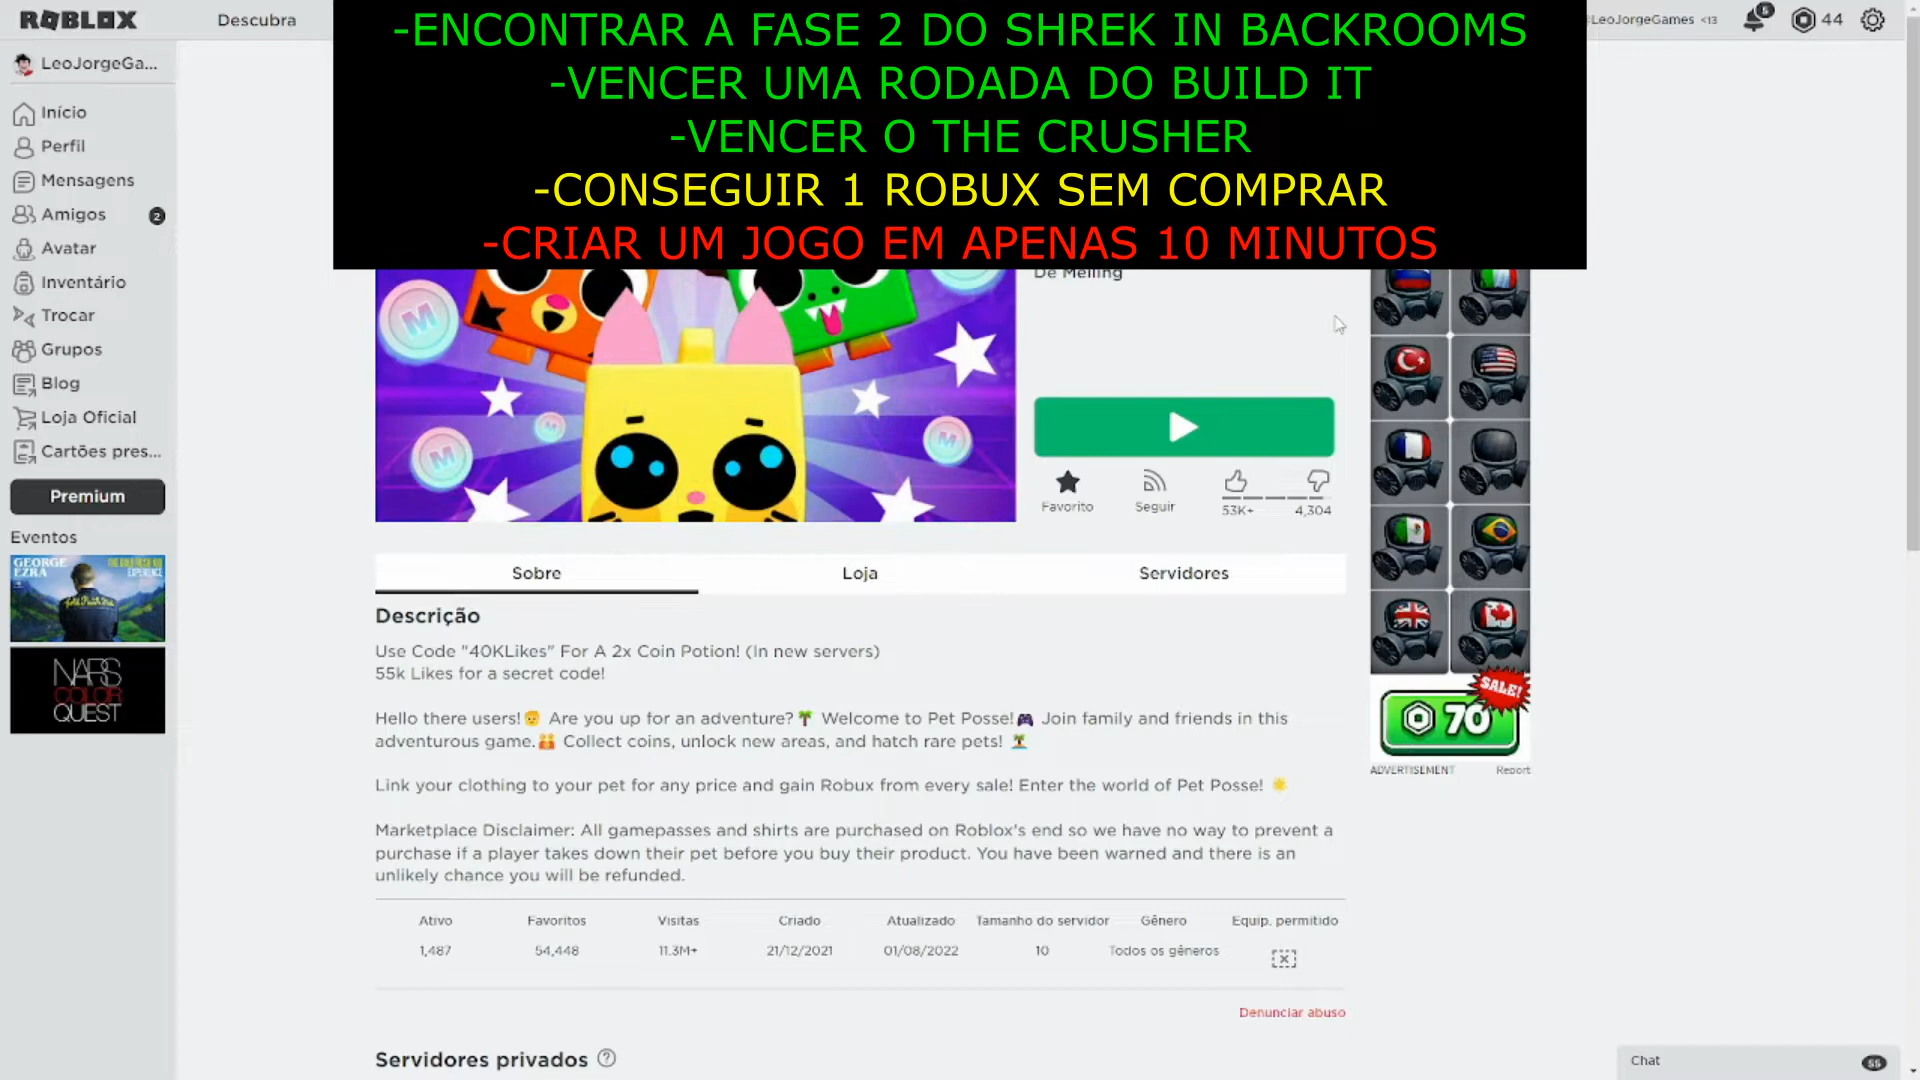 ROBLOX
Descubra
-ENCONTRAR A FASE 2 DO SHREK IN BACKROOMS
-VENCER UMA RODADA DO BUILD IT
-VENCER O THE CRUSHER
-CONSEGUIR 1 ROBUX SEM COMPRAR
-CRIAR UM JOGO EM APENAS 10 MINUTOS
LeoJorgeGames <13
5
44
LeoJorgeGa...
Início
Perfil
Mensagens
Amigos
2
Avatar
Inventário
Trocar
Grupos
Blog
Loja Oficial
Cartões pres...
Premium
Eventos
GEORGE
EZRA
NARS
COLOR
QUEST
De Melling
M
M
M
M
Favorito
Seguir
53K+
4,304
Sobre
Loja
Servidores
Descrição
Use Code "40KLikes" For A 2x Coin Potion! (In new servers)
55k Likes for a secret code!
Hello there users! Are you up for an adventure? Welcome to Pet Posse! Join family and friends in this
adventurous game. Collect coins, unlock new areas, and hatch rare pets!
Link your clothing to your pet for any price and gain Robux from every sale! Enter the world of Pet Posse!
Marketplace Disclaimer: All gamepasses and shirts are purchased on Roblox's end so we have no way to prevent a
purchase if a player takes down their pet before you buy their product. You have been warned and there is an
unlikely chance you will be refunded.
Ativo Favoritos Visitas Criado Atualizado Tamanho do servidor Gênero Equip. permitido
1,487 54,448 11.3M+ 21/12/2021 01/08/2022 10 Todos os gêneros
Denunciar abuso
Servidores privados
SALE!
70
ADVERTISEMENT
Report
Chat
55